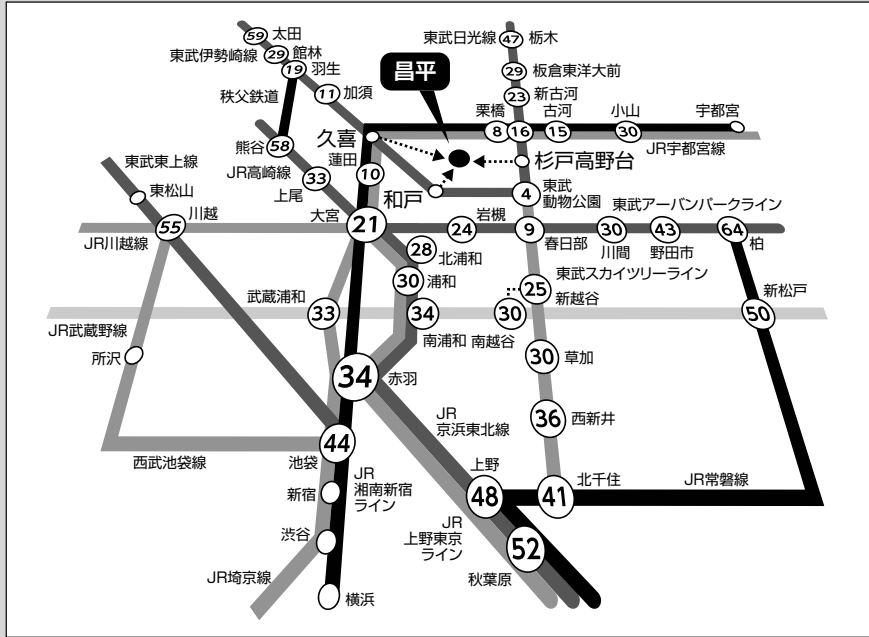 59
太田
東武伊勢崎線
29
館林
19
羽生
11
加須
秩父鉄道
昌平
東武日光線
47
栃木
29
板倉東洋大前
23
新古河
栗橋
古河
小山
宇都宮
8
16
15
30
JR宇都宮線
熊谷
58
久喜
蓮田
10
杉戸高野台
JR高崎線
33
上尾
和戸
4
東武
動物公園
東武東上線
東松山
川越
55
JR川越線
大宮
21
24
岩槻
9
春日部
東武アーバンパークライン
30
川間
43
野田市
64
柏
28
北浦和
30
浦和
東武スカイツリーライン
25
新越谷
武蔵浦和
33
34
南浦和
30
南越谷
新松戸
50
JR武蔵野線
所沢
34
赤羽
30
草加
36
西新井
JR
京浜東北線
44
池袋
西武池袋線
上野
48
北千住
41
JR常磐線
新宿
JR
湘南新宿
ライン
渋谷
JR
上野東京
ライン
52
秋葉原
JR埼京線
横浜